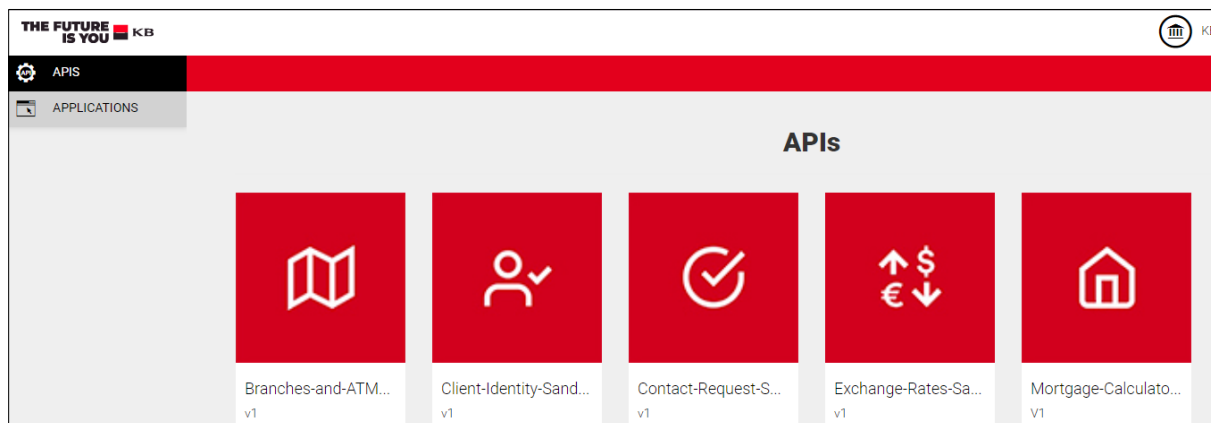 THE FUTURE
IS YOU KB
APIS
APPLICATIONS
APIs
Branches-and-ATM...
v1
Client-Identity-Sand...
v1
Contact-Request-S...
v1
Exchange-Rates-Sa...
v1
Mortgage-Calculato...
V1